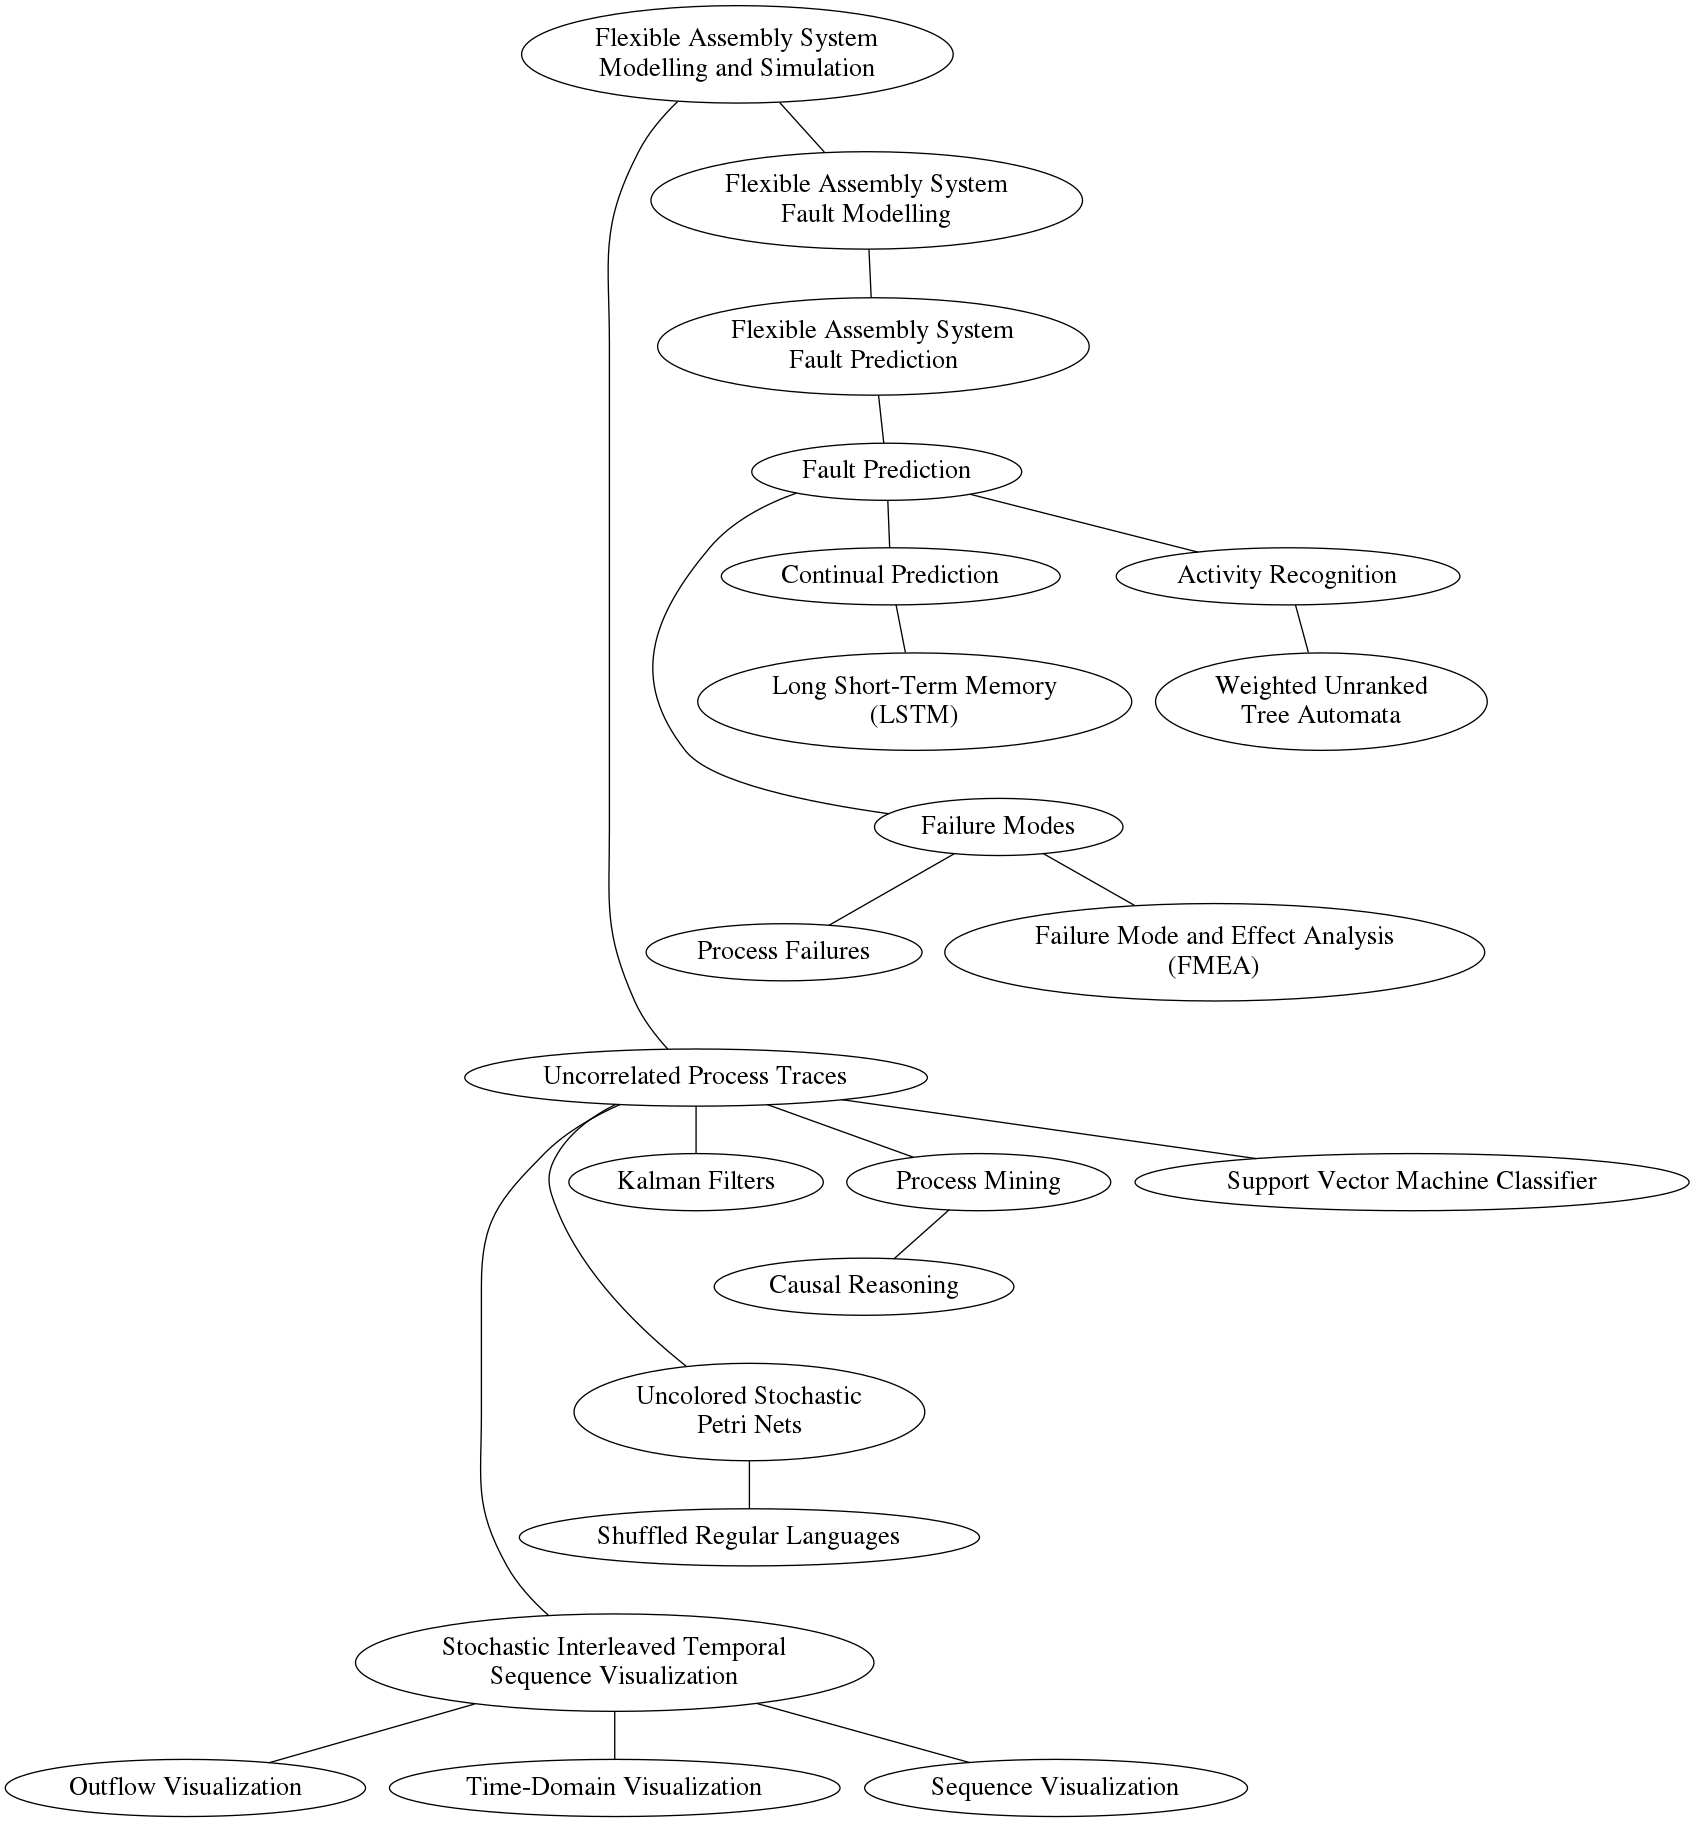 Flexible Assembly System
Modelling and Simulation
Flexible Assembly System
Fault Modelling
Flexible Assembly System
Fault Prediction
Fault Prediction
Continual Prediction
Activity Recognition
Long Short-Term Memory
(LSTM)
Weighted Unranked
Tree Automata
Failure Modes
Process Failures
Failure Mode and Effect Analysis
(FMEA)
Uncorrelated Process Traces
Kalman Filters
Process Mining
Support Vector Machine Classifier
Causal Reasoning
Uncolored Stochastic
Petri Nets
Shuffled Regular Languages
Stochastic Interleaved Temporal
Sequence Visualization
Outflow Visualization
Time-Domain Visualization
Sequence Visualization